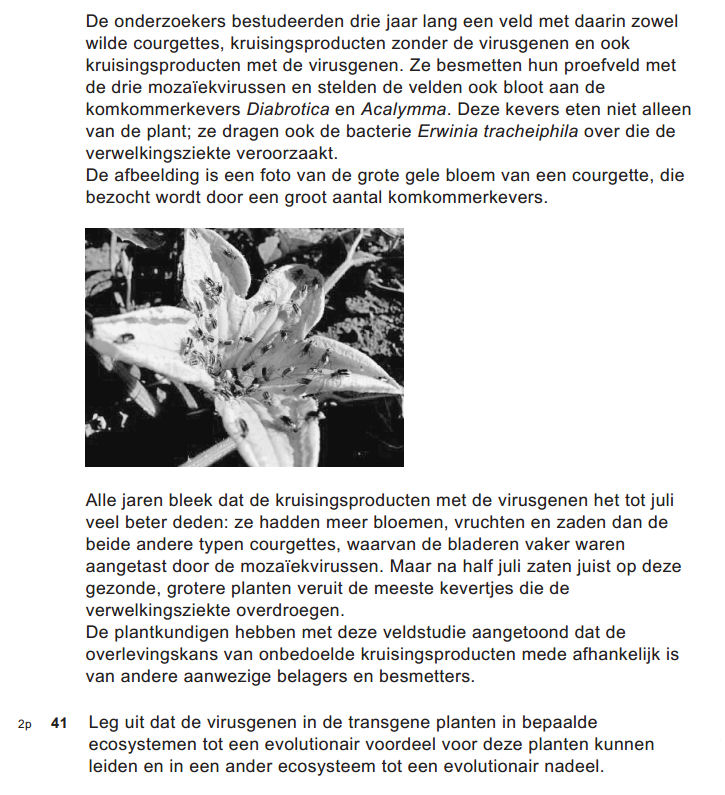 De onderzoekers bestudeerden drie jaar lang een veld met daarin zowel
wilde courgettes, kruisingsproducten zonder de virusgenen en ook
kruisingsproducten met de virusgenen. Ze besmetten hun proefveld met
de drie mozaïekvirussen en stelden de velden ook bloot aan de
komkommerkevers Diabrotica en Acalymma. Deze kevers eten niet alleen
van de plant; ze dragen ook de bacterie Erwinia tracheiphila over die de
verwelkingsziekte veroorzaakt.
De afbeelding is een foto van de grote gele bloem van een courgette, die
bezocht wordt door een groot aantal komkommerkevers.
Alle jaren bleek dat de kruisingsproducten met de virusgenen het tot juli
veel beter deden: ze hadden meer bloemen, vruchten en zaden dan de
beide andere typen courgettes, waarvan de bladeren vaker waren
aangetast door de mozaïekvirussen. Maar na half juli zaten juist op deze
gezonde, grotere planten veruit de meeste kevertjes die de
verwelkingsziekte overdroegen.
De plantkundigen hebben met deze veldstudie aangetoond dat de
overlevingskans van onbedoelde kruisingsproducten mede afhankelijk is
van andere aanwezige belagers en besmetters.
2p 41 Leg uit dat de virusgenen in de transgene planten in bepaalde
ecosystemen tot een evolutionair voordeel voor deze planten kunnen
leiden en in een ander ecosysteem tot een evolutionair nadeel.